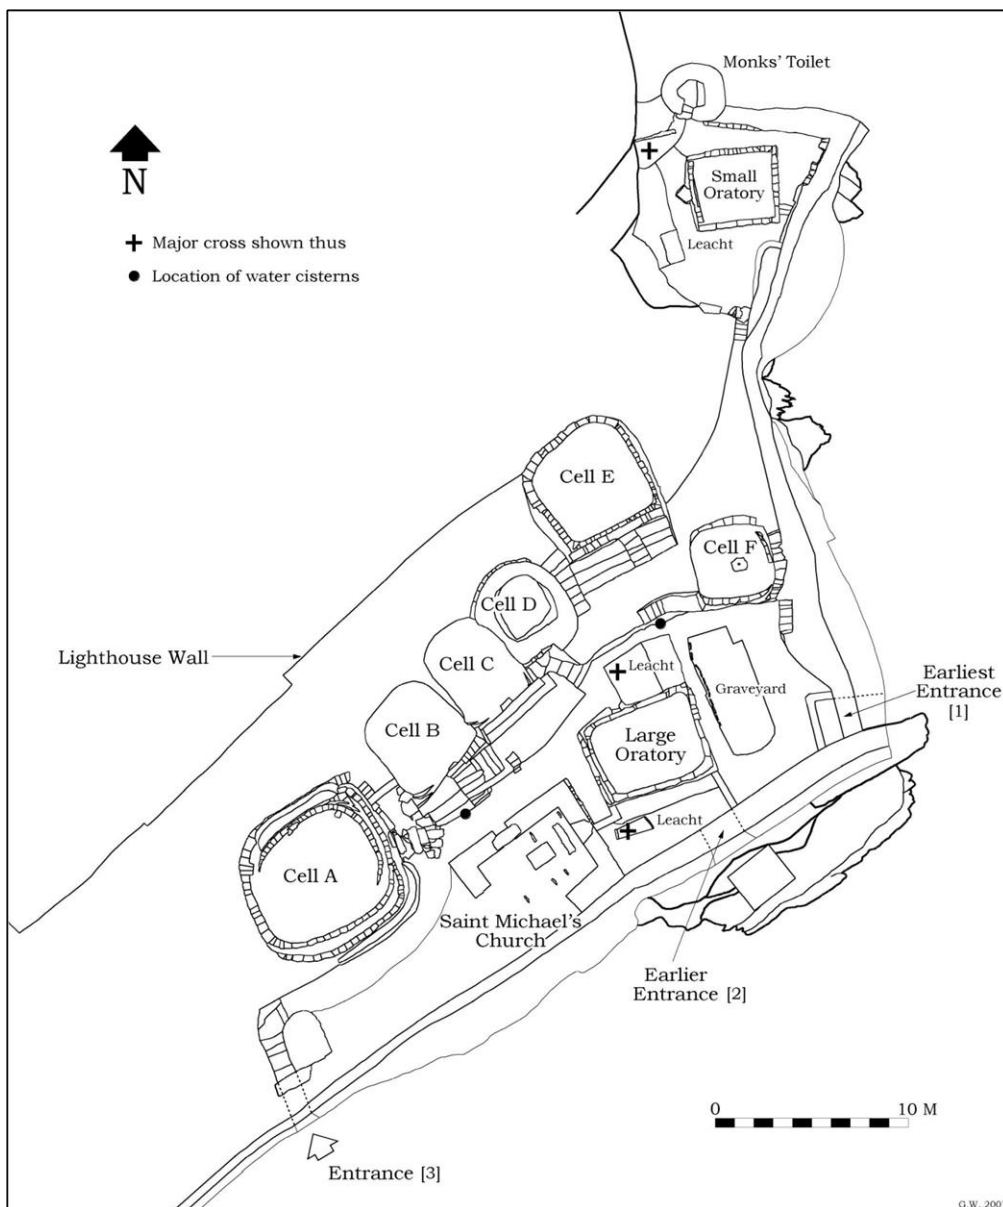 Monks' Toilet
N
Small
Oratory
Major cross shown thus
Leacht
Location of water cisterns
Cell E
Cell F
Cell D
Lighthouse Wall
Cell C
Leacht
Graveyard
Earliest
Entrance
[1]
Cell B
Large
Oratory
Leacht
Cell A
Saint Michael's
Church
Earlier
Entrance [2]
0 10 M
Entrance [3]